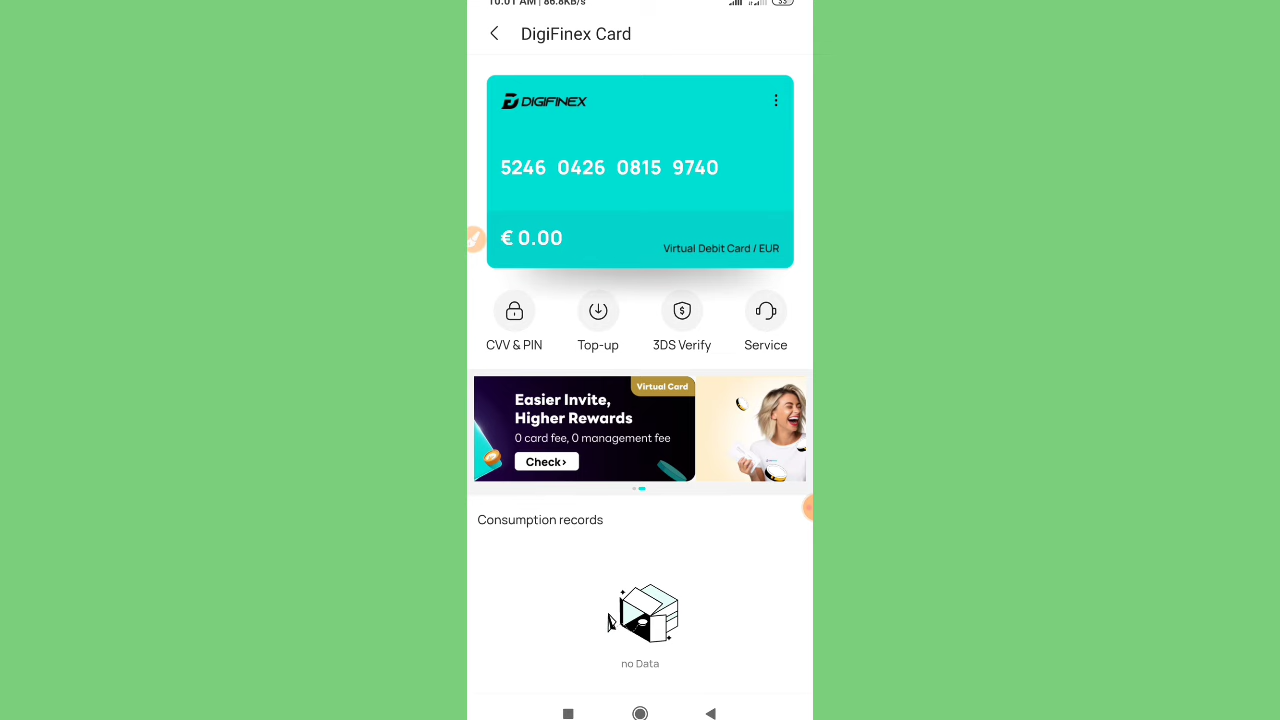 10:01 AM | 86.8KB/s
DigiFinex Card
DIGIFINEX
5246 0426 0815 9740
€ 0.00
Virtual Debit Card / EUR
CVV & PIN
Top-up
3DS Verify
Service
Virtual Card
Easier Invite,
Higher Rewards
0 card fee, 0 management fee
Check>
Consumption records
no Data